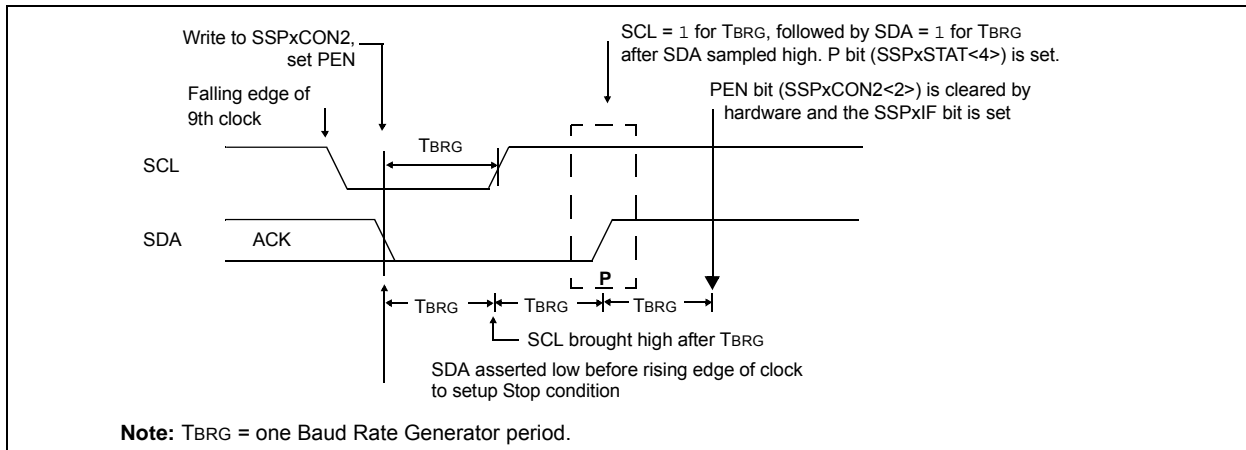 Write to SSPxCON2,
set PEN
SCL = 1 for TBRG, followed by SDA = 1 for TBRG
after SDA sampled high. P bit (SSPxSTAT<4>) is set.
Falling edge of
9th clock
PEN bit (SSPxCON2<2>) is cleared by
hardware and the SSPxIF bit is set
TBRG
SCL
SDA
ACK
P
TBRG
TBRG
TBRG
SCL brought high after TBRG
SDA asserted low before rising edge of clock
to setup Stop condition
Note: TBRG = one Baud Rate Generator period.